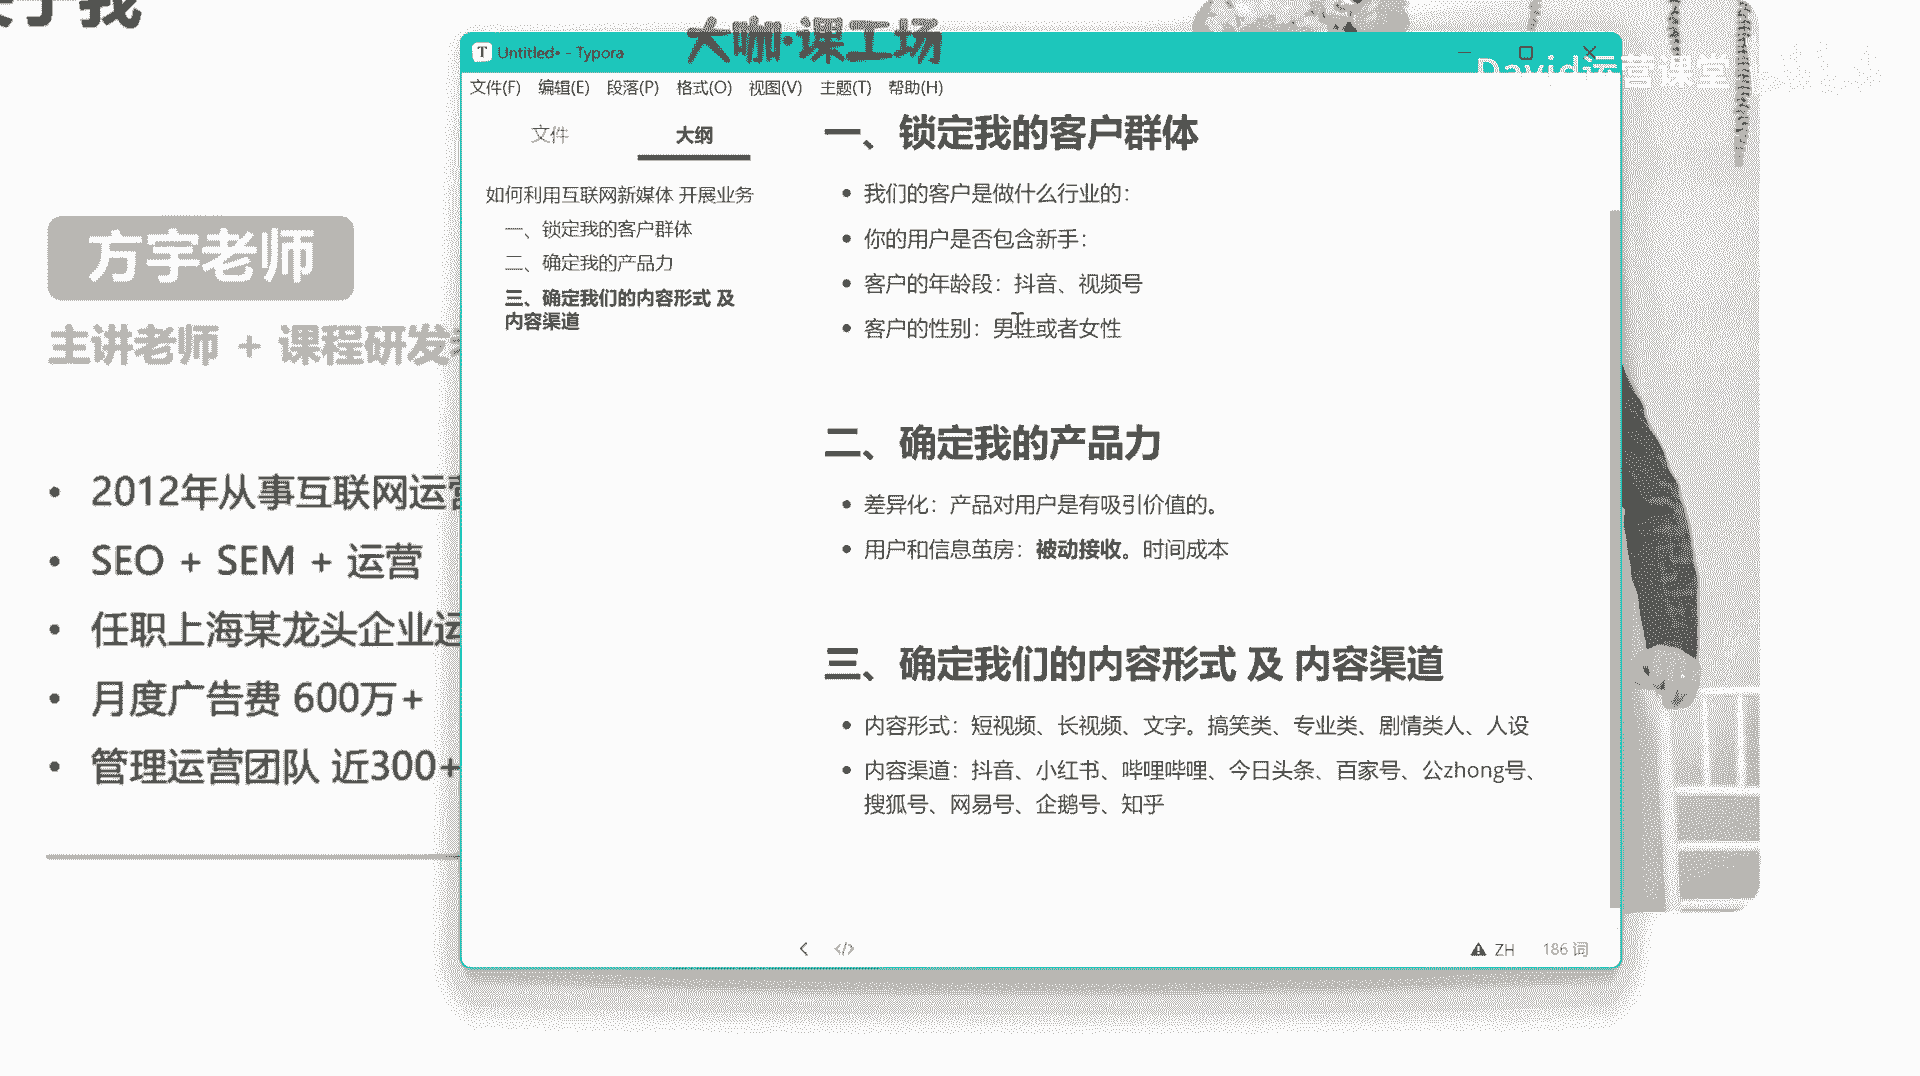 大咖·课工场
Untitled• - Typora
David运营课堂
文件(F) 编辑(E) 段落(P) 格式(O) 视图(V) 主题(T) 帮助(H)
文件 大纲
如何利用互联网新媒体 开展业务
一、锁定我的客户群体
二、确定我的产品力
三、确定我们的内容形式 及
内容渠道
一、锁定我的客户群体
我们的客户是做什么行业的：
你的用户是否包含新手：
客户的年龄段：抖音、视频号
客户的性别：男性或者女性
二、确定我的产品力
差异化：产品对用户是有吸引价值的。
用户和信息茧房：被动接收。时间成本
三、确定我们的内容形式 及 内容渠道
内容形式：短视频、长视频、文字。搞笑类、专业类、剧情类人、人设
内容渠道：抖音、小红书、哔哩哔哩、今日头条、百家号、公zhong号、
搜狐号、网易号、企鹅号、知乎
ZH 186 词
方宇老师
主讲老师 + 课程研发
2012年从事互联网运营
SEO + SEM + 运营
任职上海某龙头企业运
月度广告费 600万+
管理运营团队 近300+